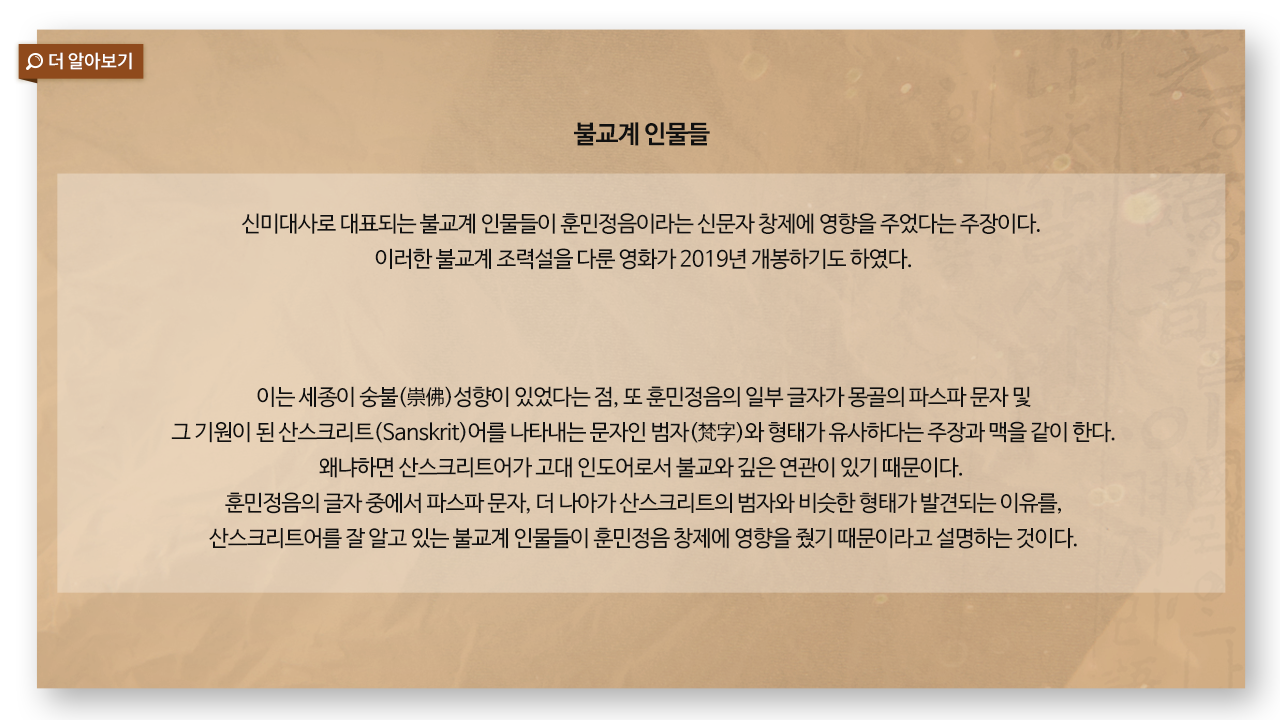 더 알아보기
불교계 인물들
신미대사로 대표되는 불교계 인물들이 훈민정음이라는 신문자 창제에 영향을 주었다는 주장이다.
이러한 불교계 조력설을 다룬 영화가 2019년 개봉하기도 하였다.
이는 세종이 숭불(崇佛)성향이 있었다는 점, 또 훈민정음의 일부 글자가 몽골의 파스파 문자 및
그 기원이 된 산스크리트(Sanskrit)어를 나타내는 문자인 범자(梵字)와 형태가 유사하다는 주장과 맥을 같이 한다.
왜냐하면 산스크리트어가 고대 인도어로서 불교와 깊은 연관이 있기 때문이다.
훈민정음의 글자 중에서 파스파 문자, 더 나아가 산스크리트의 범자와 비슷한 형태가 발견되는 이유를,
산스크리트어를 잘 알고 있는 불교계 인물들이 훈민정음 창제에 영향을 줬기 때문이라고 설명하는 것이다.